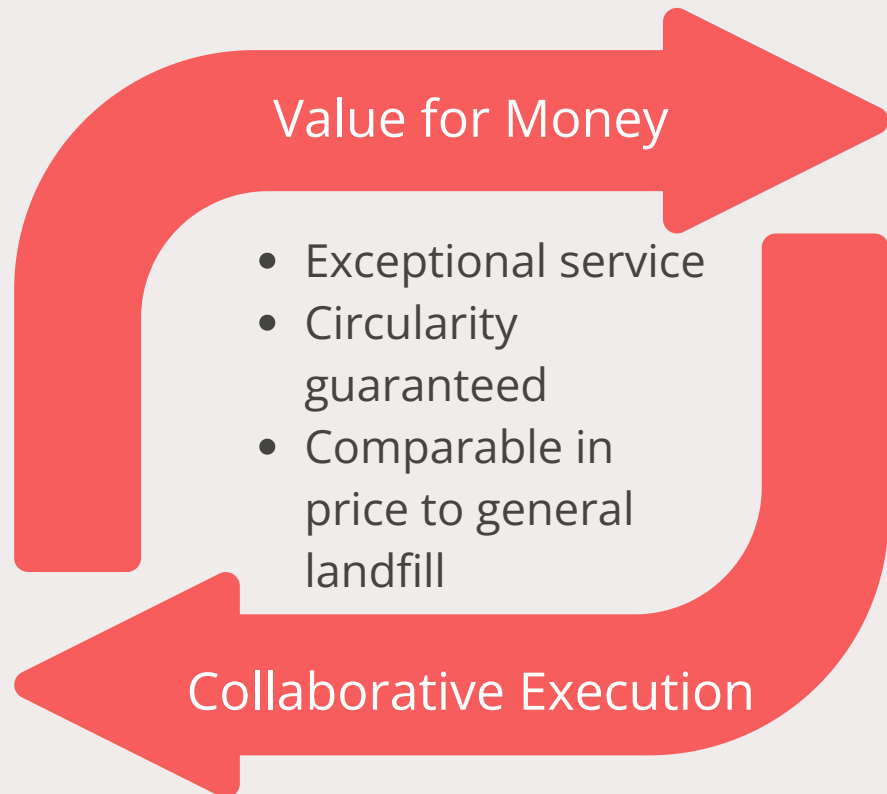 Value for Money
• Exceptional service
• Circularity
guaranteed
• Comparable in
price to general
landfill
Collaborative Execution